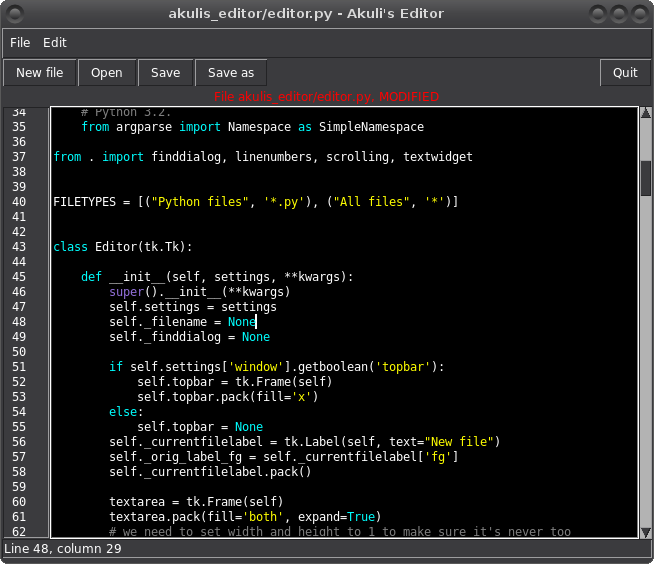 akulis_editor/editor.py - Akuli's Editor
File Edit
New file Open Save Save as Quit
File akulis_editor/editor.py: MODIFIED
34     # Python 3.2.
35     from argparse import Namespace as SimpleNamespace
36
37 from . import finddialog, linenumbers, scrolling, textwidget
38
39
40 FILETYPES = [("Python files", '*.py'), ("All files", '*')]
41
42
43 class Editor(tk.Tk):
44
45     def __init__(self, settings, **kwargs):
46         super().__init__(**kwargs)
47         self.settings = settings
48         self._filename = None
49         self._finddialog = None
50
51         if self.settings['window'].getboolean('topbar'):
52             self.topbar = tk.Frame(self)
53             self.topbar.pack(fill='x')
54         else:
55             self.topbar = None
56         self._currentfilelabel = tk.Label(self, text="New file")
57         self._orig_label_fg = self._currentfilelabel['fg']
58         self._currentfilelabel.pack()
59
60         textarea = tk.Frame(self)
61         textarea.pack(fill='both', expand=True)
62         # we need to set width and height to 1 to make sure it's never too
Line 48, column 29